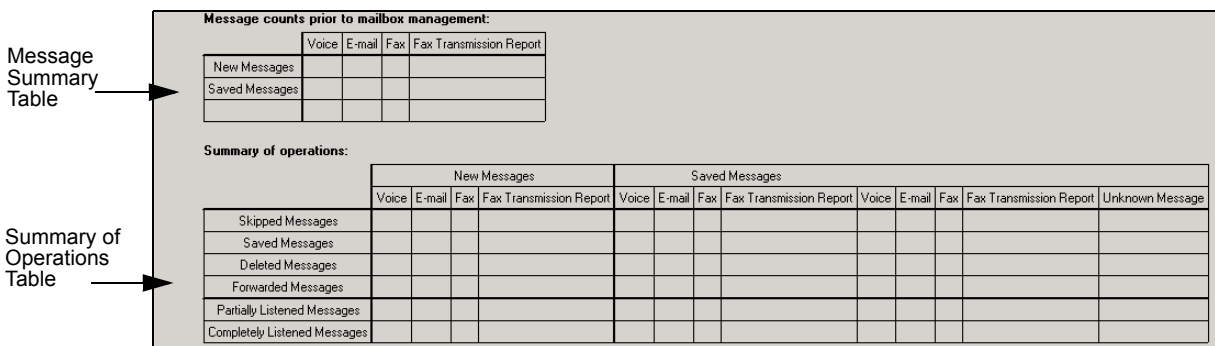 Message counts prior to mailbox management:
Voice E-mail Fax Fax Transmission Report
New Messages
Saved Messages
Message
Summary
Table
Summary of operations:
New Messages Saved Messages
Voice E-mail Fax Fax Transmission Report Voice E-mail Fax Fax Transmission Report Voice E-mail Fax Fax Transmission Report Unknown Message
Skipped Messages
Saved Messages
Deleted Messages
Forwarded Messages
Partially Listened Messages
Completely Listened Messages
Summary of
Operations
Table